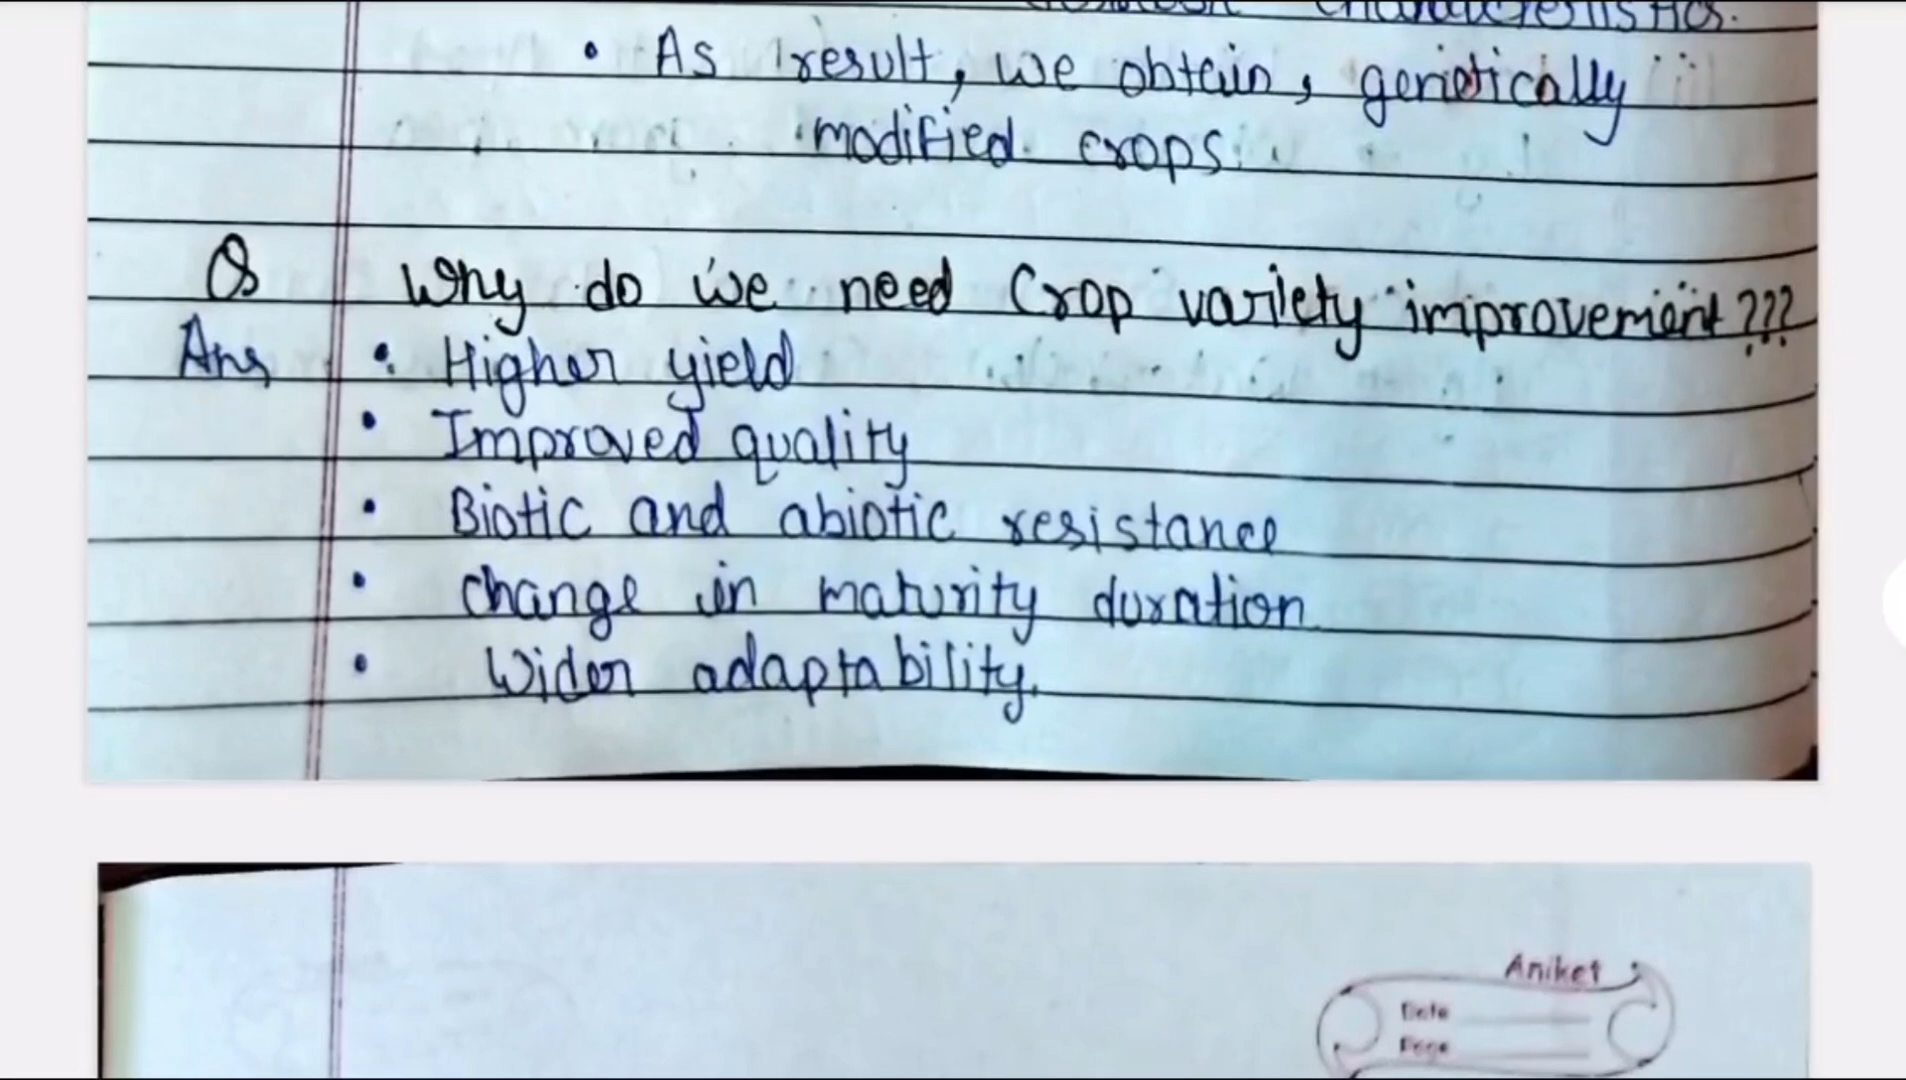 characteristics.
• As result, we obtain, genetically
modified crops.
Q Why do we need Crop variety improvement???
Ans • Higher yield
• Improved quality
• Biotic and abiotic resistance
• change in maturity duration
• Wider adaptability.
Aniket
Date
Page